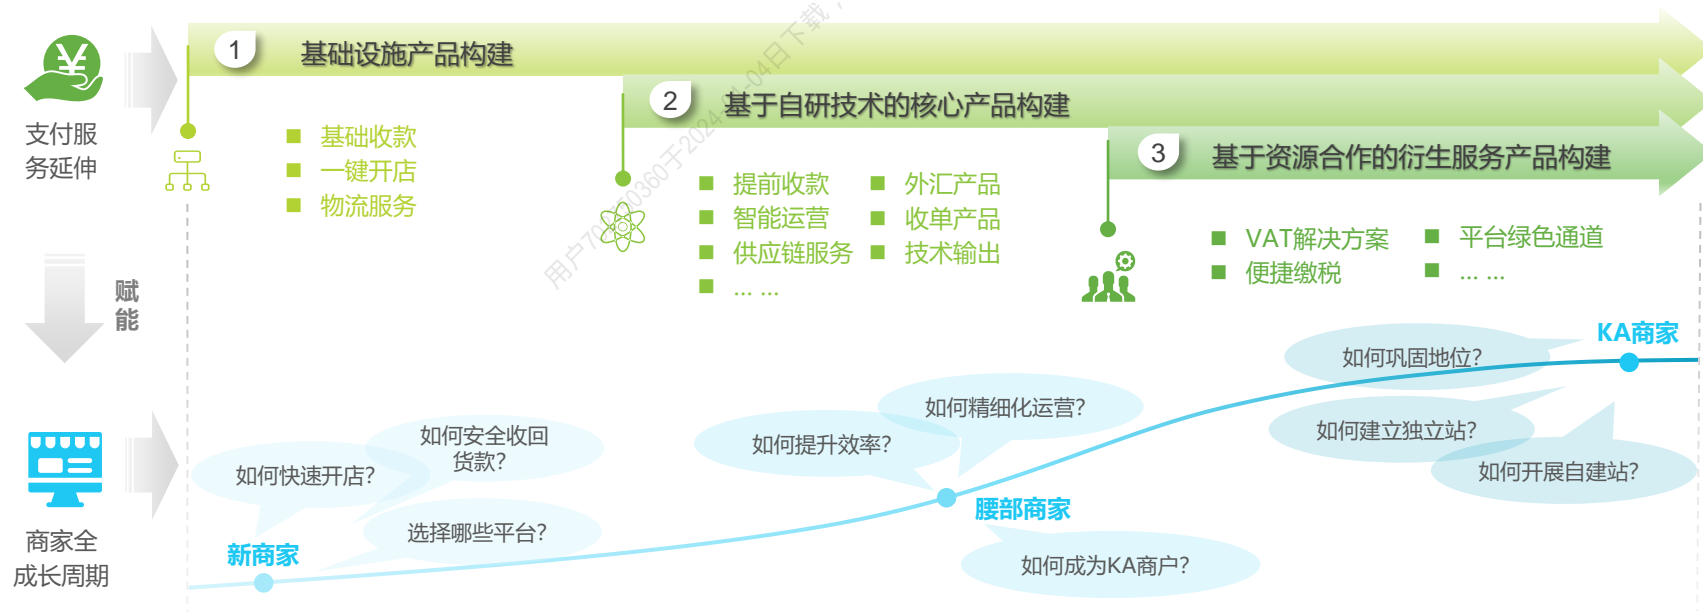 1
基础设施产品构建
¥
支付服
务延伸
基础收款
一键开店
物流服务
2
基于自研技术的核心产品构建
提前收款
智能运营
供应链服务
... ...
外汇产品
收单产品
技术输出
3
基于资源合作的衍生服务产品构建
VAT解决方案
便捷缴税
平台绿色通道
... ...
赋
能
商家全
成长周期
如何快速开店?
如何安全收回
货款?
选择哪些平台?
新商家
如何提升效率?
如何精细化运营?
腰部商家
如何成为KA商户?
如何巩固地位?
KA商家
如何建立独立站?
如何开展自建站?